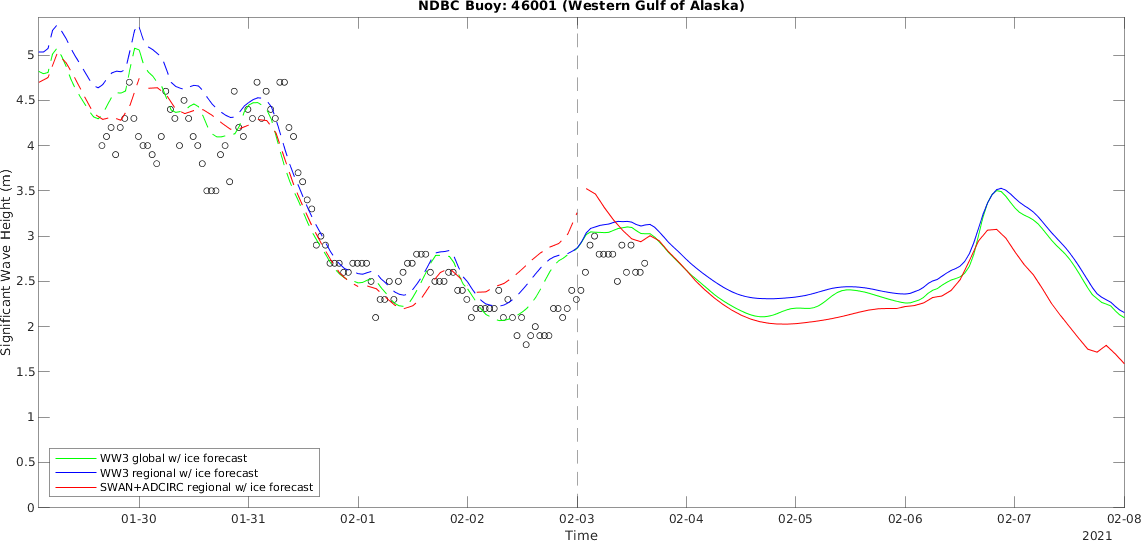 NDBC Buoy: 46001 (Western Gulf of Alaska)
Significant Wave Height (m)
5
4.5
4
3.5
3
2.5
2
1.5
1
0.5
0
WW3 global w/ ice forecast
WW3 regional w/ ice forecast
SWAN+ADCIRC regional w/ ice forecast
01-30 01-31 02-01 02-02 02-03 02-04 02-05 02-06 02-07 02-08
Time
2021